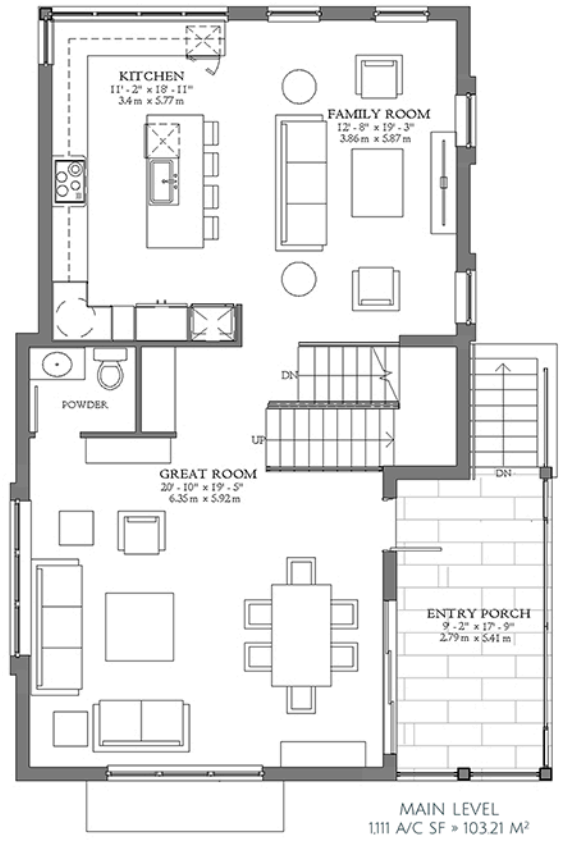 KITCHEN
11' - 2" x 18' - 11"
3.4 m x 5.77 m
FAMILY ROOM
12' - 8" x 19' - 3"
3.86 m x 5.87 m
DN
POWDER
UP
GREAT ROOM
20' - 10" x 19' - 5"
6.35 m x 5.92 m
DN
ENTRY PORCH
9' - 2" x 17' - 9"
2.79 m x 5.41 m
MAIN LEVEL
1,111 A/C SF » 103.21 M²